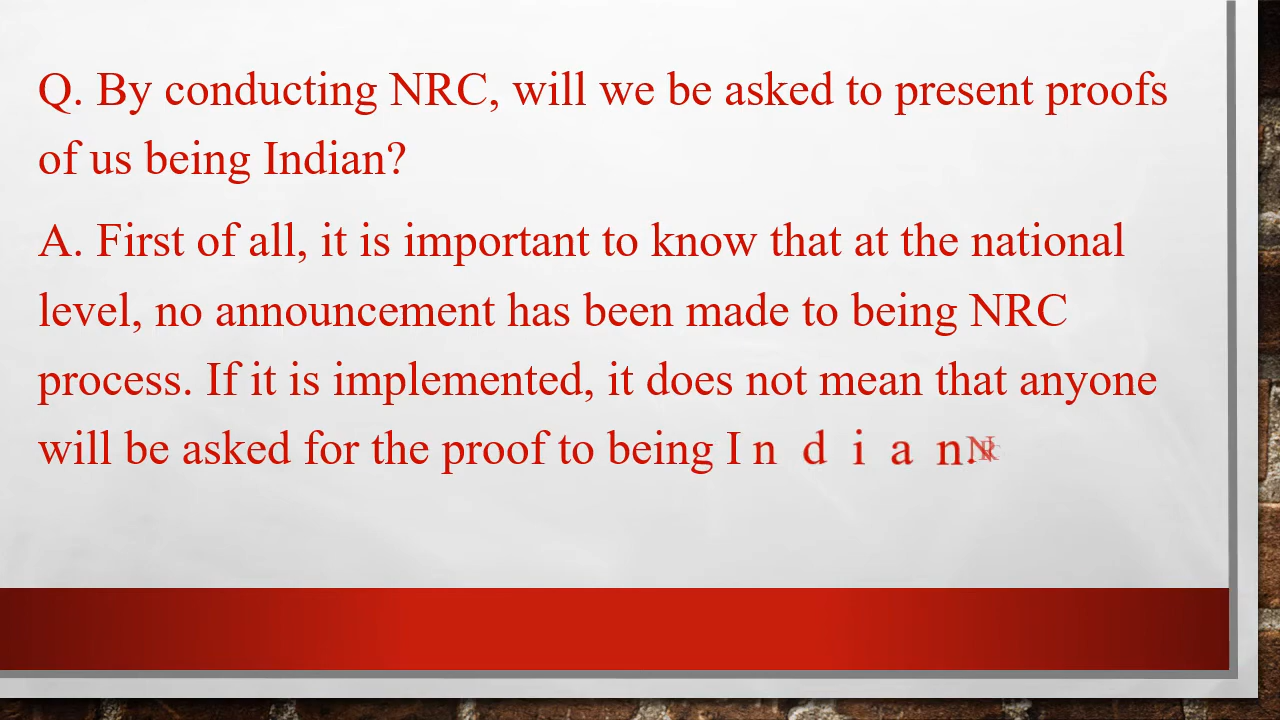 Q. By conducting NRC, will we be asked to present proofs
of us being Indian?
A. First of all, it is important to know that at the national
level, no announcement has been made to being NRC
process. If it is implemented, it does not mean that anyone
will be asked for the proof to being I n d i a n.